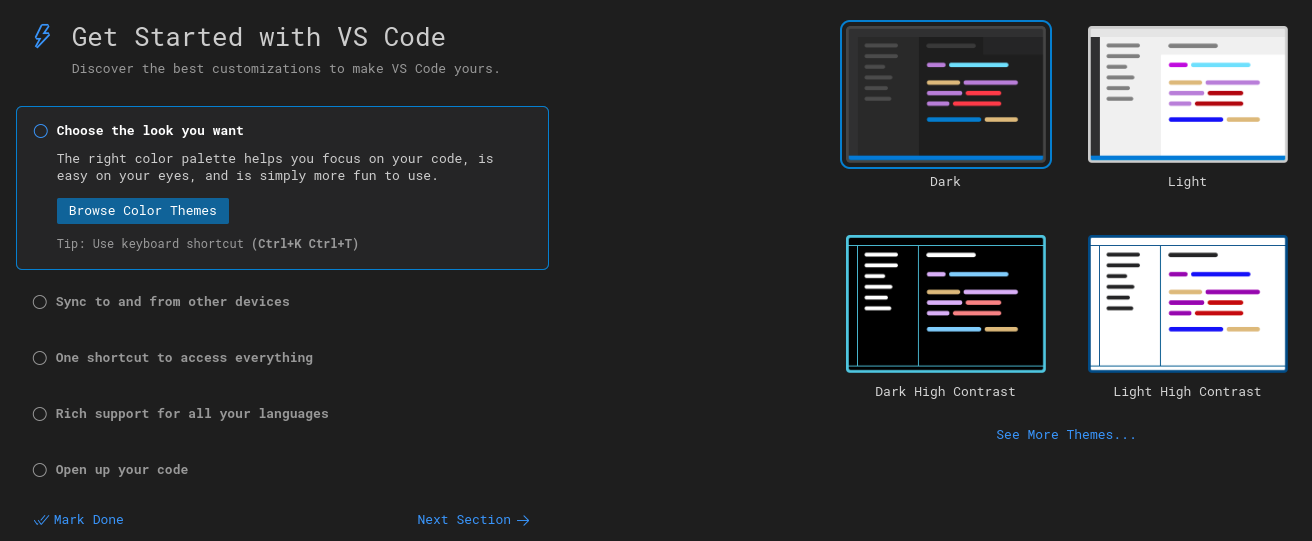 Get Started with VS Code
Discover the best customizations to make VS Code yours.
Choose the look you want
The right color palette helps you focus on your code, is
easy on your eyes, and is simply more fun to use.
Browse Color Themes
Tip: Use keyboard shortcut (Ctrl+K Ctrl+T)
Sync to and from other devices
One shortcut to access everything
Rich support for all your languages
Open up your code
Mark Done
Next Section
Dark
Light
Dark High Contrast
Light High Contrast
See More Themes...